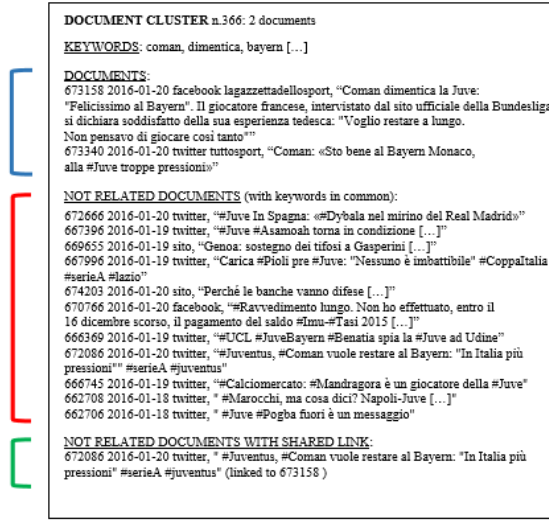 DOCUMENT CLUSTER n.366: 2 documents
KEYWORDS: coman, dimentica, bayern […]
DOCUMENTS:
673158 2016-01-20 facebook lagazzettadellosport, “Coman dimentica la Juve:
"Felicissimo al Bayern". Il giocatore francese, intervistato dal sito ufficiale della Bundesliga
si dichiara soddisfatto della sua esperienza tedesca: "Voglio restare a lungo.
Non pensavo di giocare così tanto"”
673340 2016-01-20 twitter tuttosport, “Coman: «Sto bene al Bayern Monaco,
alla #Juve troppe pressioni»”
NOT RELATED DOCUMENTS (with keywords in common):
672666 2016-01-20 twitter, “#Juve In Spagna: «#Dybala nel mirino del Real Madrid»”
667396 2016-01-19 twitter, “#Juve #Asamoah torna in condizione […]”
669655 2016-01-19 sito, “Genoa: sostegno dei tifosi a Gasperini […]”
667996 2016-01-19 twitter, “Carica #Pioli pre #Juve: "Nessuno è imbattibile" #CoppaItalia
#serieA #lazio”
674203 2016-01-20 sito, “Perché le banche vanno difese […]”
670766 2016-01-20 facebook, “#Ravvedimento lungo. Non ho effettuato, entro il
16 dicembre scorso, il pagamento del saldo #Imu-#Tasi 2015 […]”
666369 2016-01-19 twitter, “#UCL #JuveBayern #Benatia spia la #Juve ad Udine”
672086 2016-01-20 twitter, “#Juventus, #Coman vuole restare al Bayern: "In Italia più
pressioni"" #serieA #juventus"
666745 2016-01-19 twitter, “#Calciomercato: #Mandragora è un giocatore della #Juve"
662708 2016-01-18 twitter, " #Marocchi, ma cosa dici? Napoli-Juve […]"
662706 2016-01-18 twitter, " #Juve #Pogba fuori è un messaggio"
NOT RELATED DOCUMENTS WITH SHARED LINK:
672086 2016-01-20 twitter, " #Juventus, #Coman vuole restare al Bayern: "In Italia più
pressioni" #serieA #juventus" (linked to 673158 )